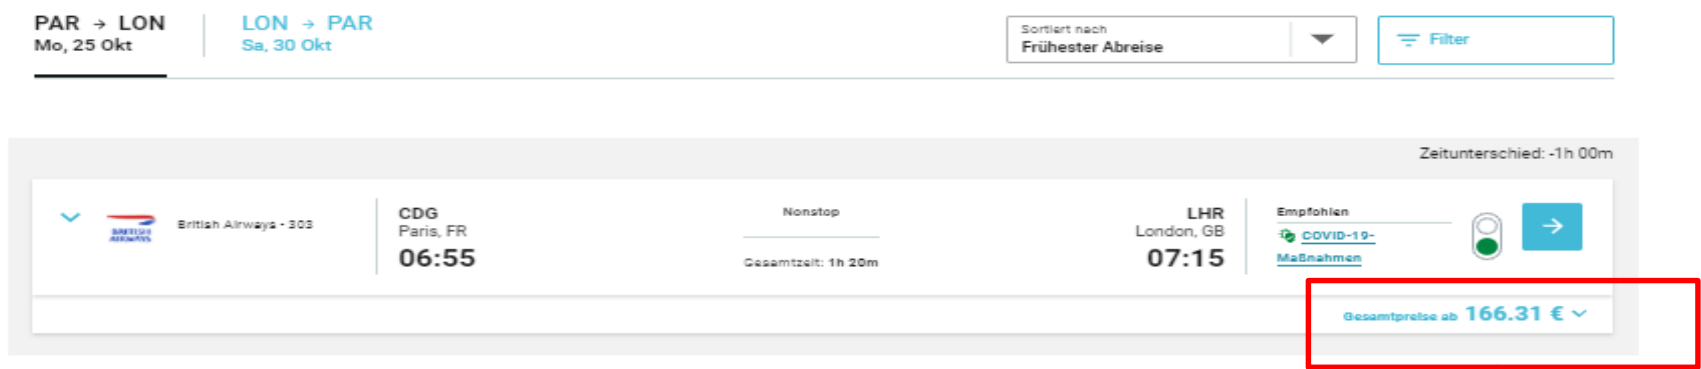 PAR → LON
Mo, 25 Okt
LON → PAR
Sa, 30 Okt
Sortiert nach
Frühester Abreise
Filter
Zeitunterschied: -1h 00m
BRITISH
AIRWAYS
British Airways - 303
CDG
Paris, FR
06:55
Nonstop
Gesamtzeit: 1h 20m
LHR
London, GB
07:15
Empfohlen
COVID-19-
Maßnahmen
Gesamtpreise ab 166.31 €